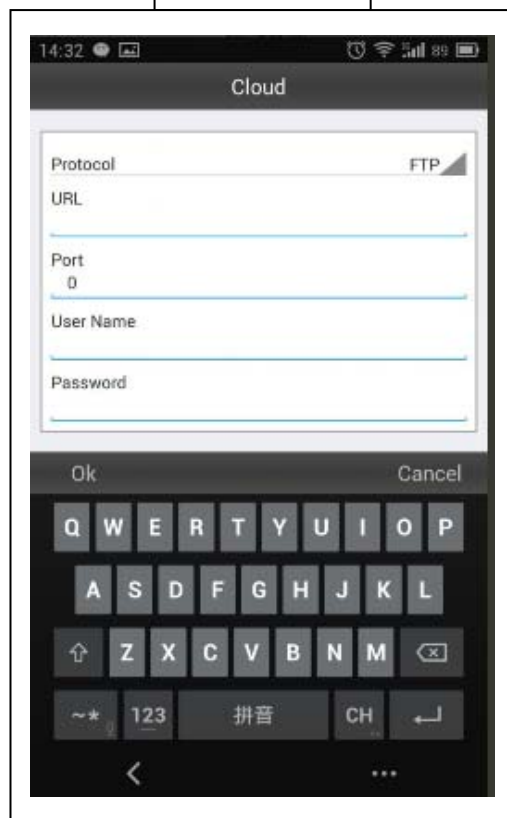 14:32 89
Cloud
Protocol FTP
URL
Port
0
User Name
Password
Ok Cancel
Q W E R T Y U I O P
A S D F G H J K L
Z X C V B N M
~* 123 拼音 CH